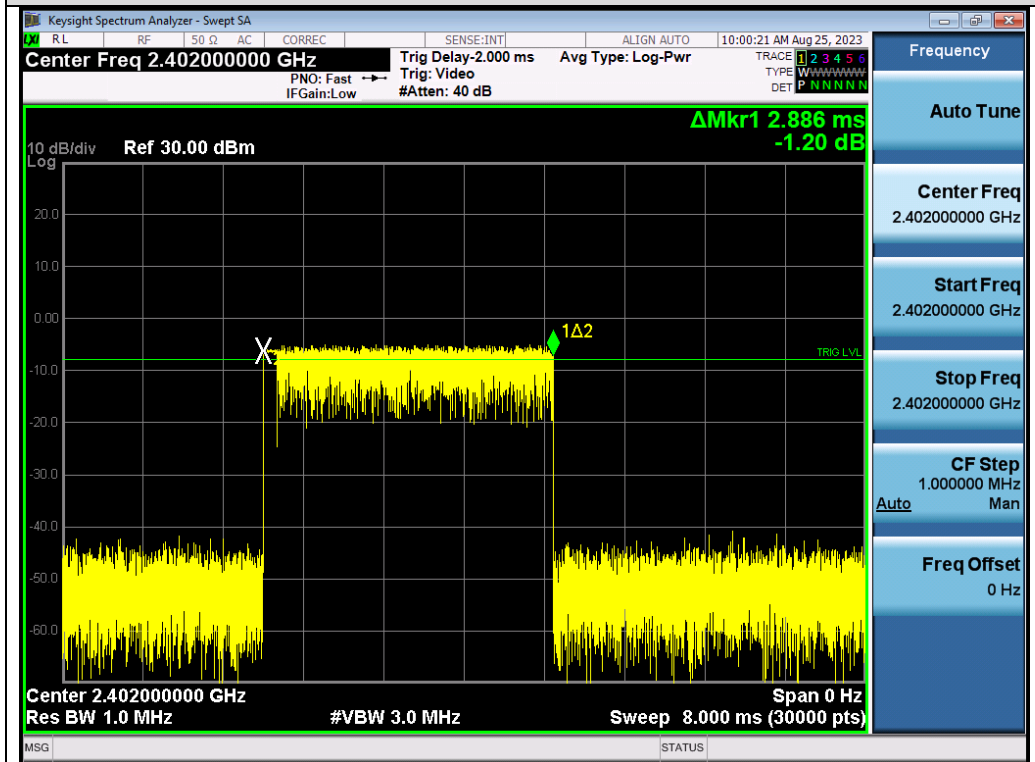 Keysight Spectrum Analyzer - Swept SA
LXI RL RF 50 Ω AC CORREC SENSE:INT ALIGN AUTO 10:00:21 AM Aug 25, 2023
Center Freq 2.402000000 GHz
PNO: Fast
IFGain:Low
Trig Delay-2.000 ms
Trig: Video
#Atten: 40 dB
Avg Type: Log-Pwr
TRACE 1 2 3 4 5 6
TYPE WWWWWWW
DET P N N N N N
ΔMkr1 2.886 ms
-1.20 dB
10 dB/div Ref 30.00 dBm
Log
20.0
10.0
0.00
-10.0
-20.0
-30.0
-40.0
-50.0
-60.0
1Δ2
TRIG LVL
Center 2.402000000 GHz Span 0 Hz
Res BW 1.0 MHz #VBW 3.0 MHz Sweep 8.000 ms (30000 pts)
MSG STATUS
Frequency
Auto Tune
Center Freq
2.402000000 GHz
Start Freq
2.402000000 GHz
Stop Freq
2.402000000 GHz
CF Step
1.000000 MHz
Auto Man
Freq Offset
0 Hz